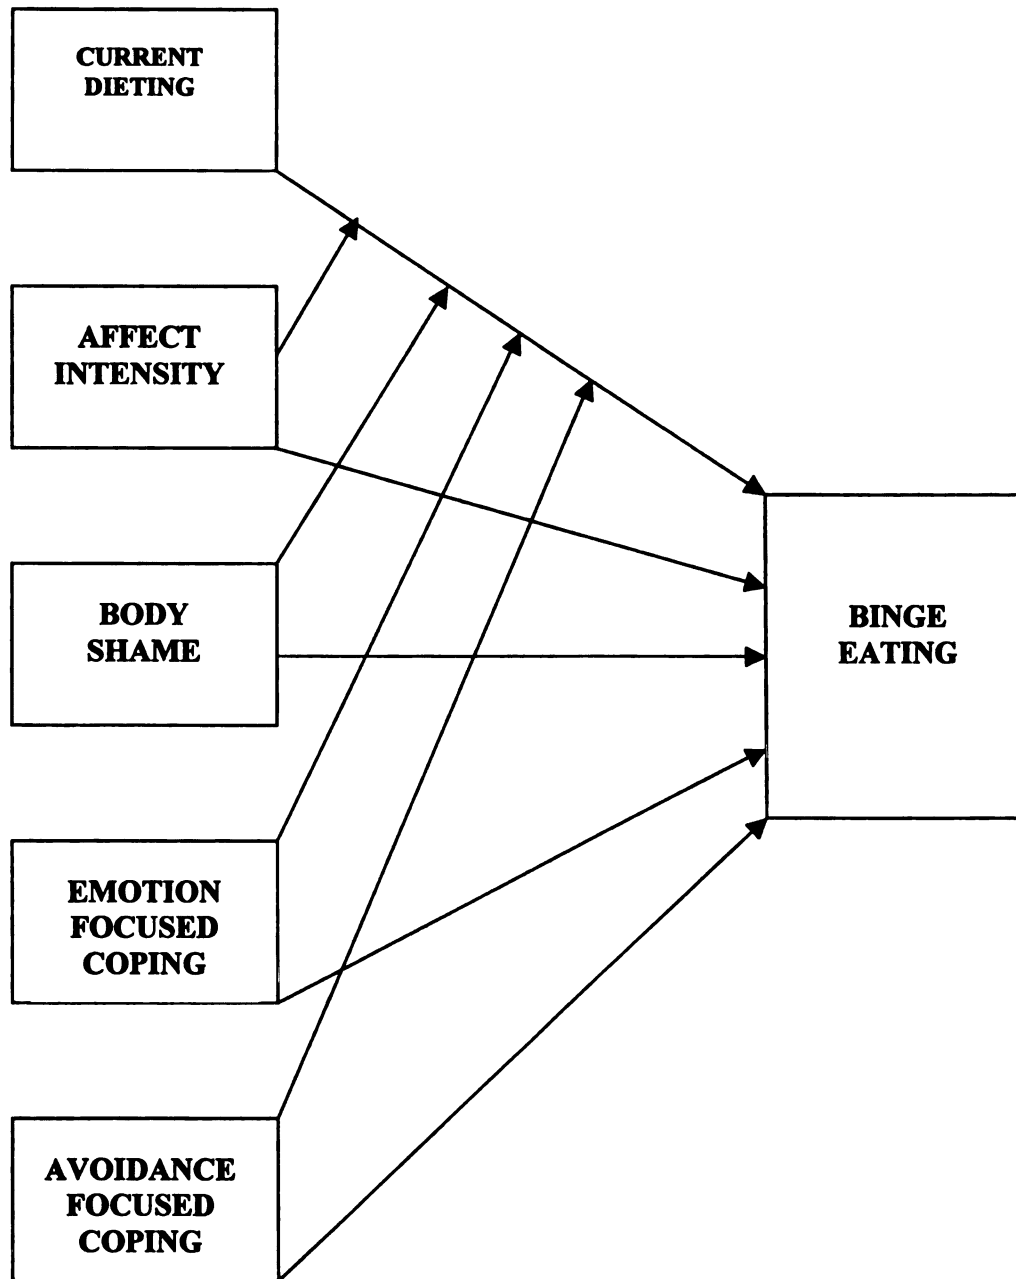 CURRENT
DIETING
AFFECT
INTENSITY
BODY
SHAME
BINGE
EATING
EMOTION
FOCUSED
COPING
AVOIDANCE
FOCUSED
COPING